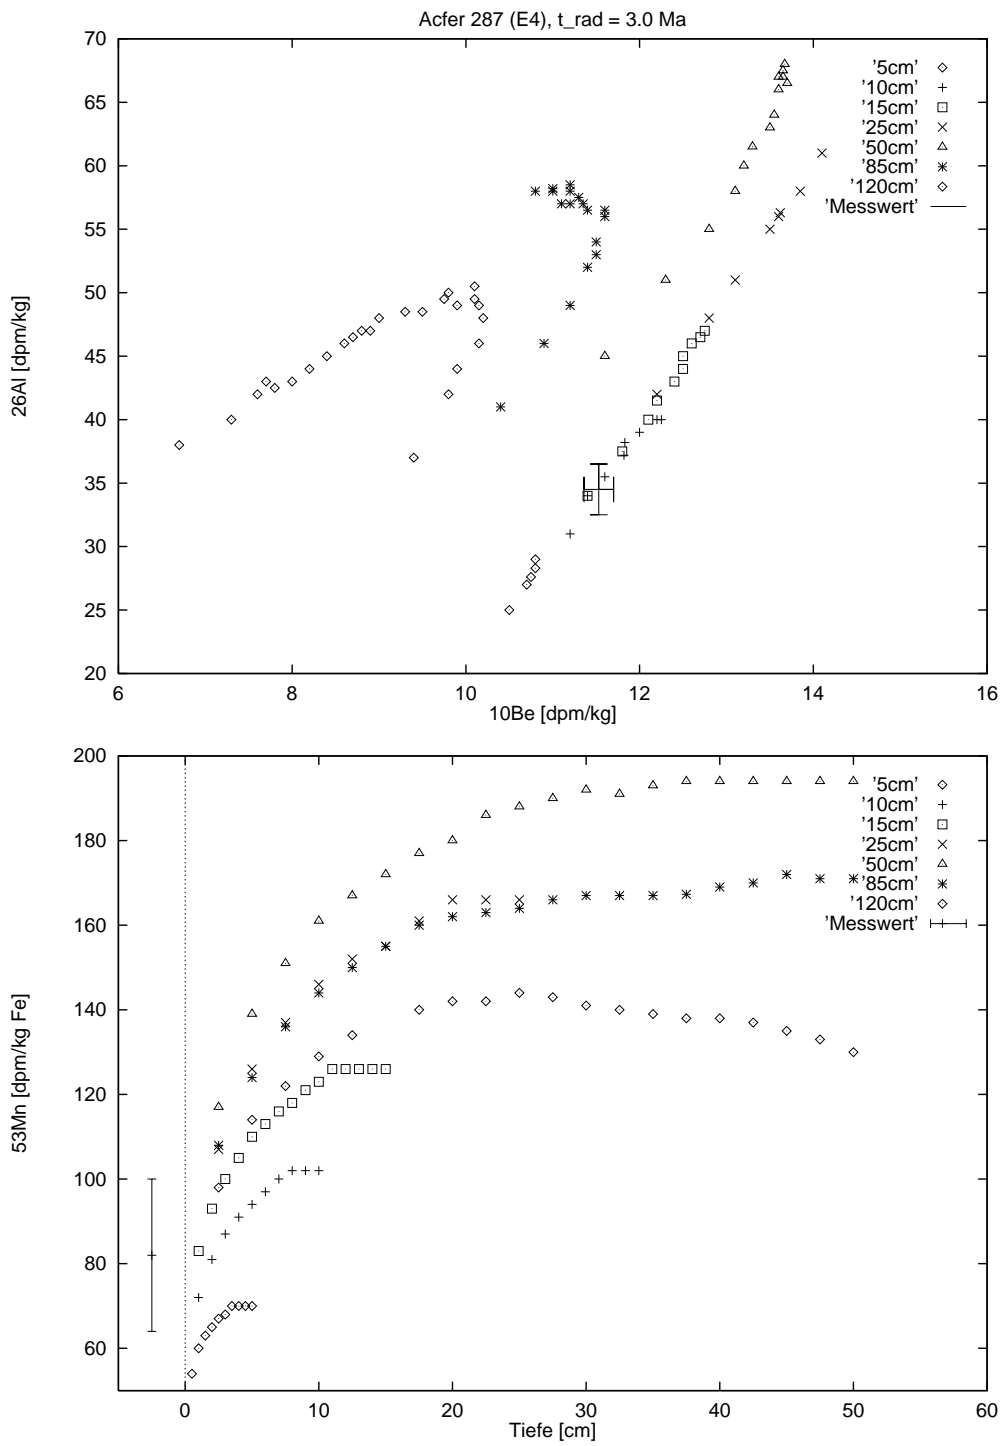 Acfer 287 (E4), t_rad = 3.0 Ma
70
65
60
55
50
45
40
35
30
25
20
26Al [dpm/kg]
'5cm'
'10cm'
'15cm'
'25cm'
'50cm'
'85cm'
'120cm'
'Messwert'
6
8
10
12
14
16
10Be [dpm/kg]
200
180
160
140
120
100
80
60
53Mn [dpm/kg Fe]
'5cm'
'10cm'
'15cm'
'25cm'
'50cm'
'85cm'
'120cm'
'Messwert'
0
10
20
30
40
50
60
Tiefe [cm]